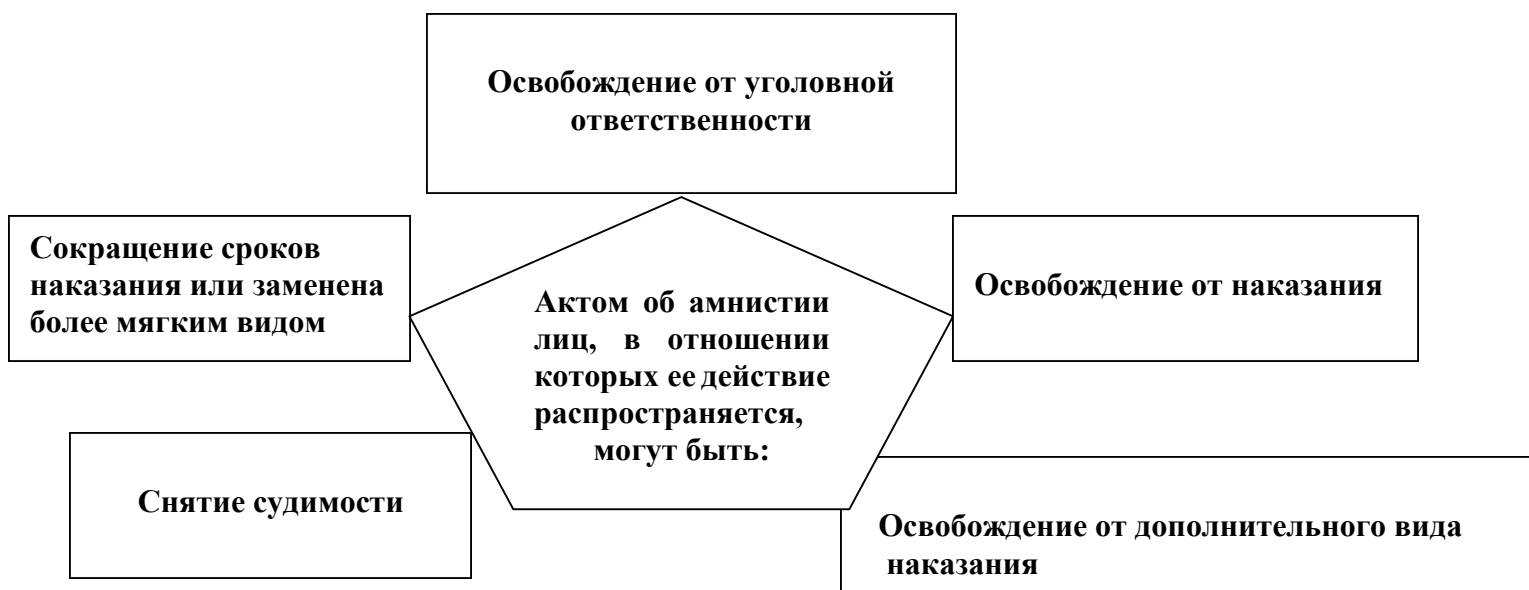 Освобождение от уголовной
ответственности
Сокращение сроков
наказания или заменена
более мягким видом
Освобождение от наказания
Актом об амнистии
лиц, в отношении
которых ее действие
распространяется,
могут быть:
Снятие судимости
Освобождение от дополнительного вида
наказания